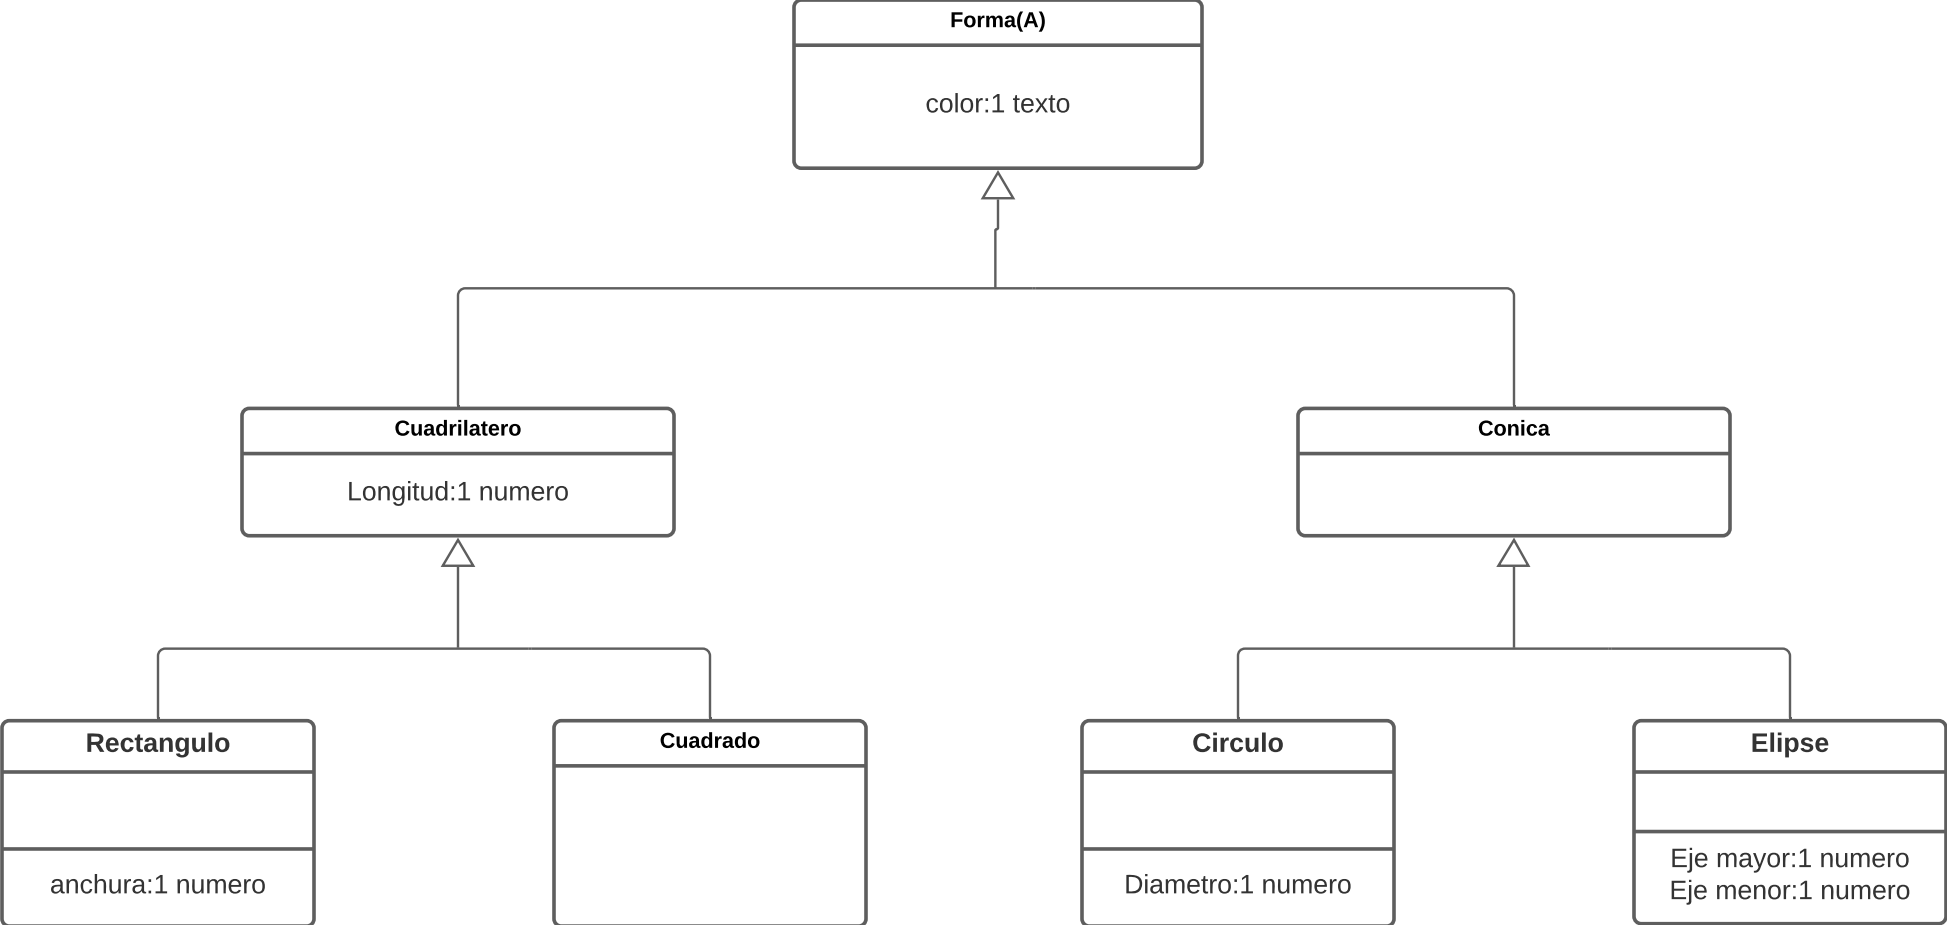 Forma(A)
color:1 texto
Cuadrilatero
Longitud:1 numero
Conica
Rectangulo
anchura:1 numero
Cuadrado
Circulo
Diametro:1 numero
Elipse
Eje mayor:1 numero
Eje menor:1 numero